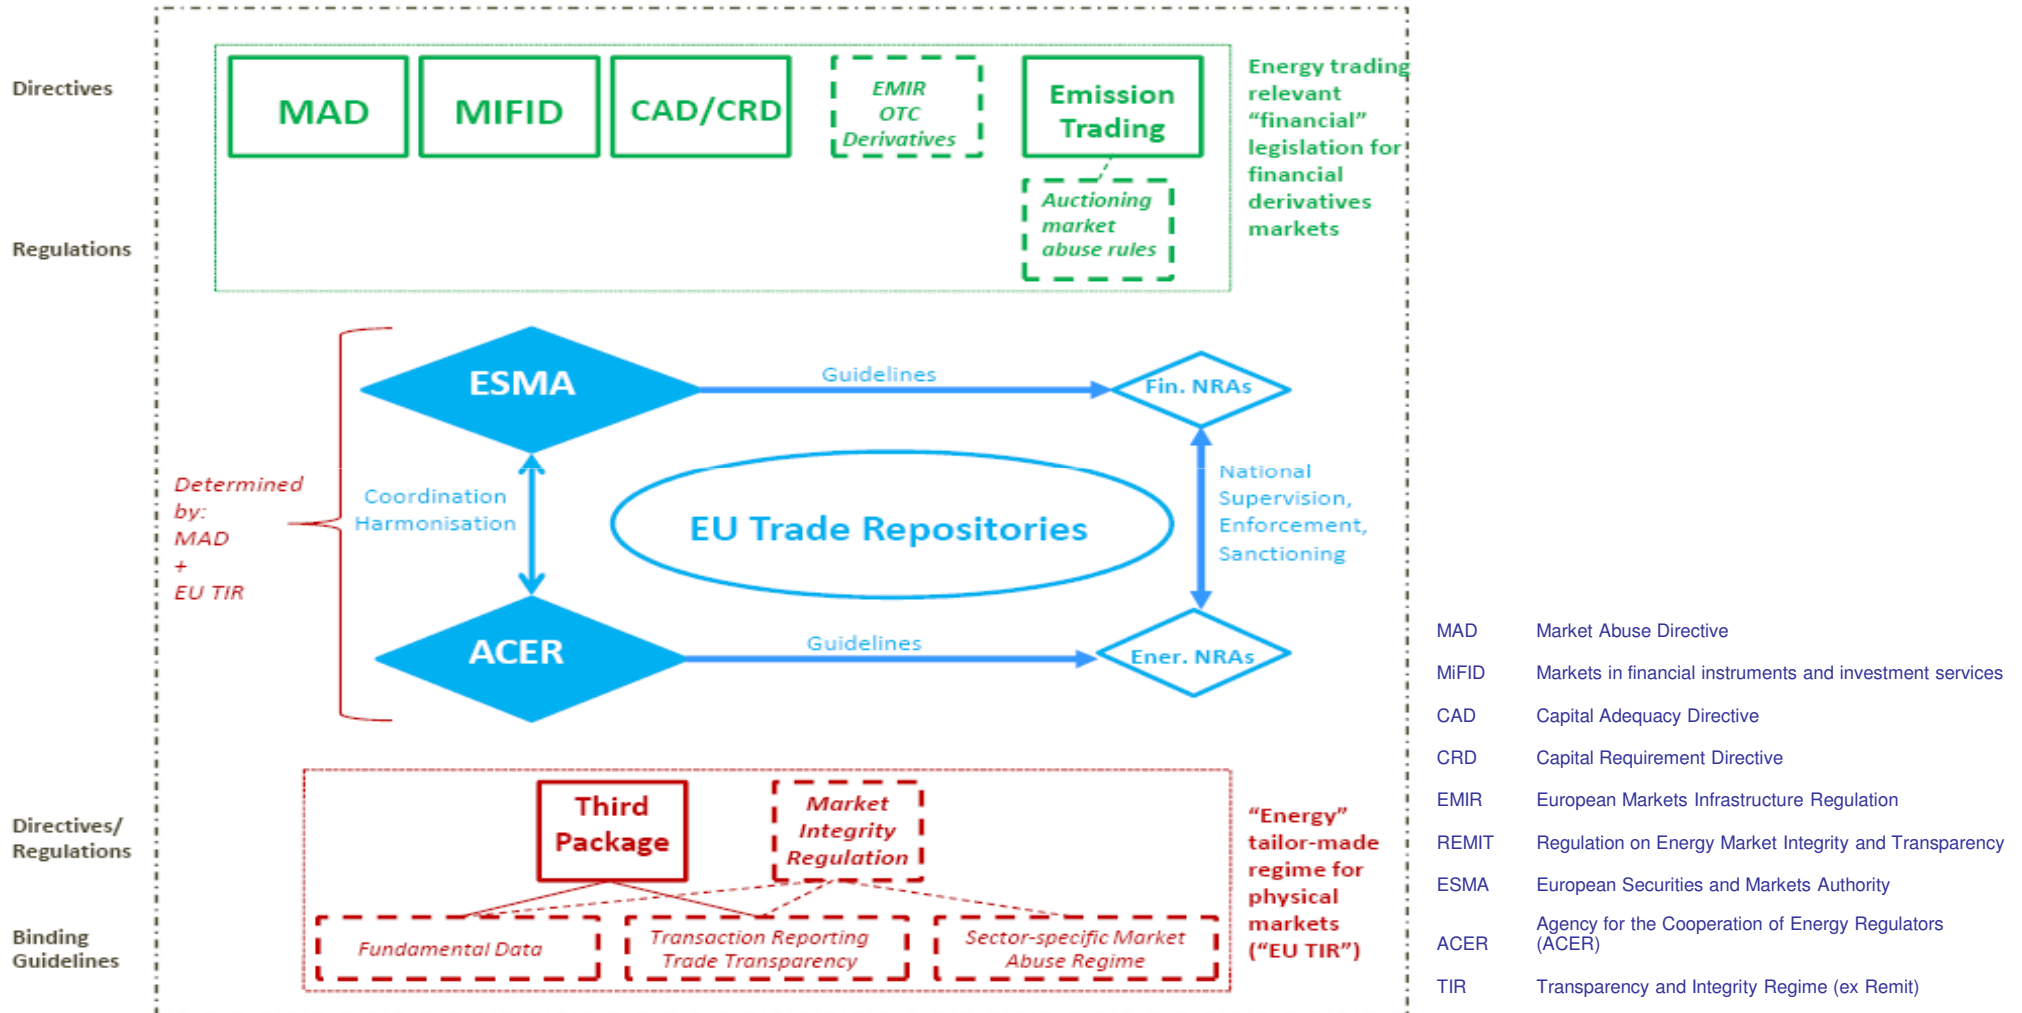 Directives
MAD
MIFID
CAD/CRD
EMIR
OTC
Derivatives
Emission
Trading
Energy trading
relevant
“financial”
legislation for
financial
derivatives
markets
Regulations
Auctioning
market
abuse rules
ESMA
Guidelines
Fin. NRAs
Determined
by:
MAD
+
EU TIR
Coordination
Harmonisation
EU Trade Repositories
National
Supervision,
Enforcement,
Sanctioning
ACER
Guidelines
Ener. NRAs
Directives/
Regulations
Third
Package
Market
Integrity
Regulation
“Energy”
tailor-made
regime for
physical
markets
(“EU TIR”)
Binding
Guidelines
Fundamental Data
Transaction Reporting
Trade Transparency
Sector-specific Market
Abuse Regime
MAD Market Abuse Directive
MiFID Markets in financial instruments and investment services
CAD Capital Adequacy Directive
CRD Capital Requirement Directive
EMIR European Markets Infrastructure Regulation
REMIT Regulation on Energy Market Integrity and Transparency
ESMA European Securities and Markets Authority
ACER Agency for the Cooperation of Energy Regulators
(ACER)
TIR Transparency and Integrity Regime (ex Remit)